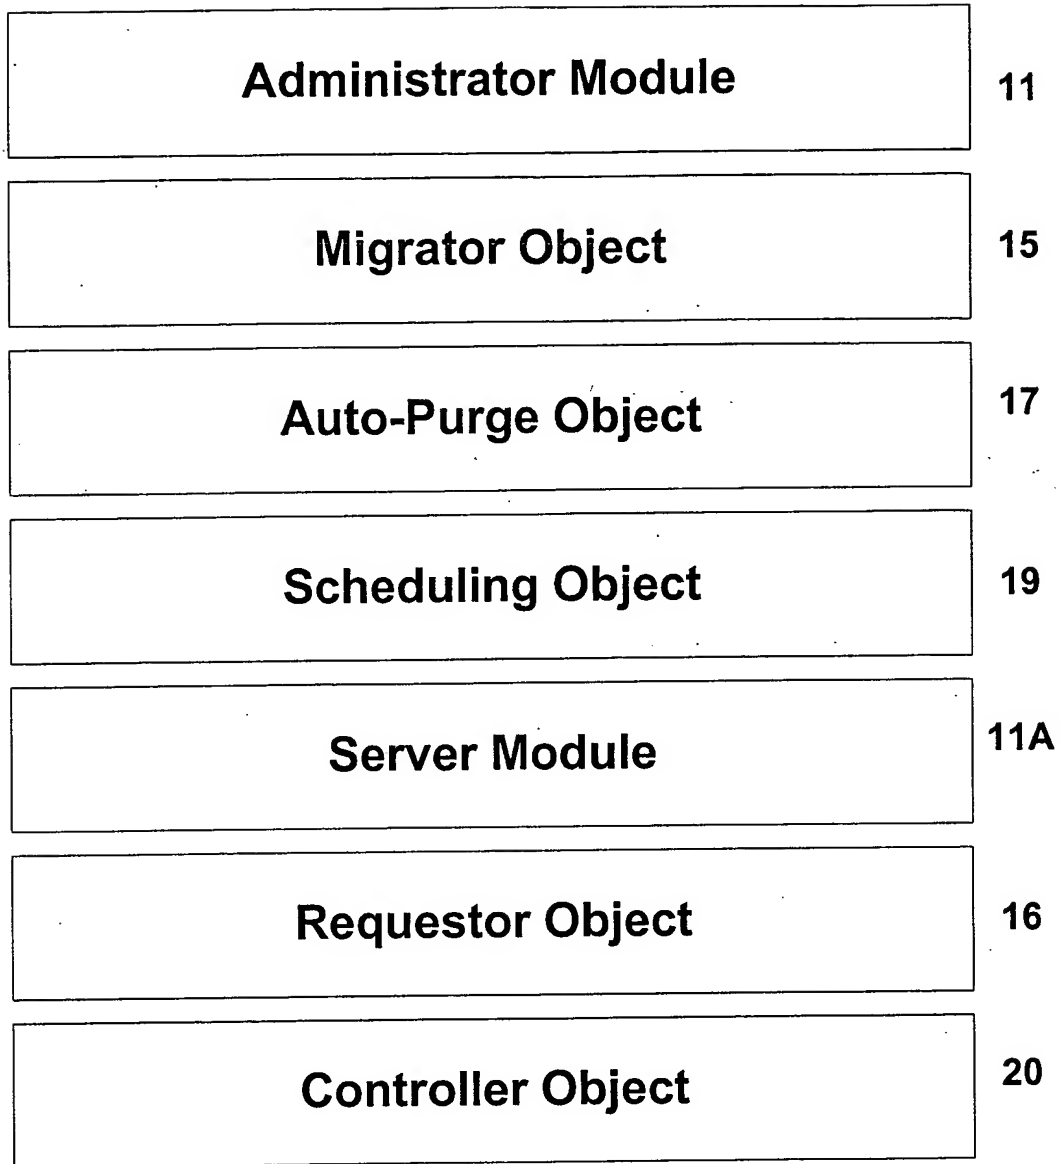 Administrator Module 11
Migrator Object 15
Auto-Purge Object 17
Scheduling Object 19
Server Module 11A
Requestor Object 16
Controller Object 20